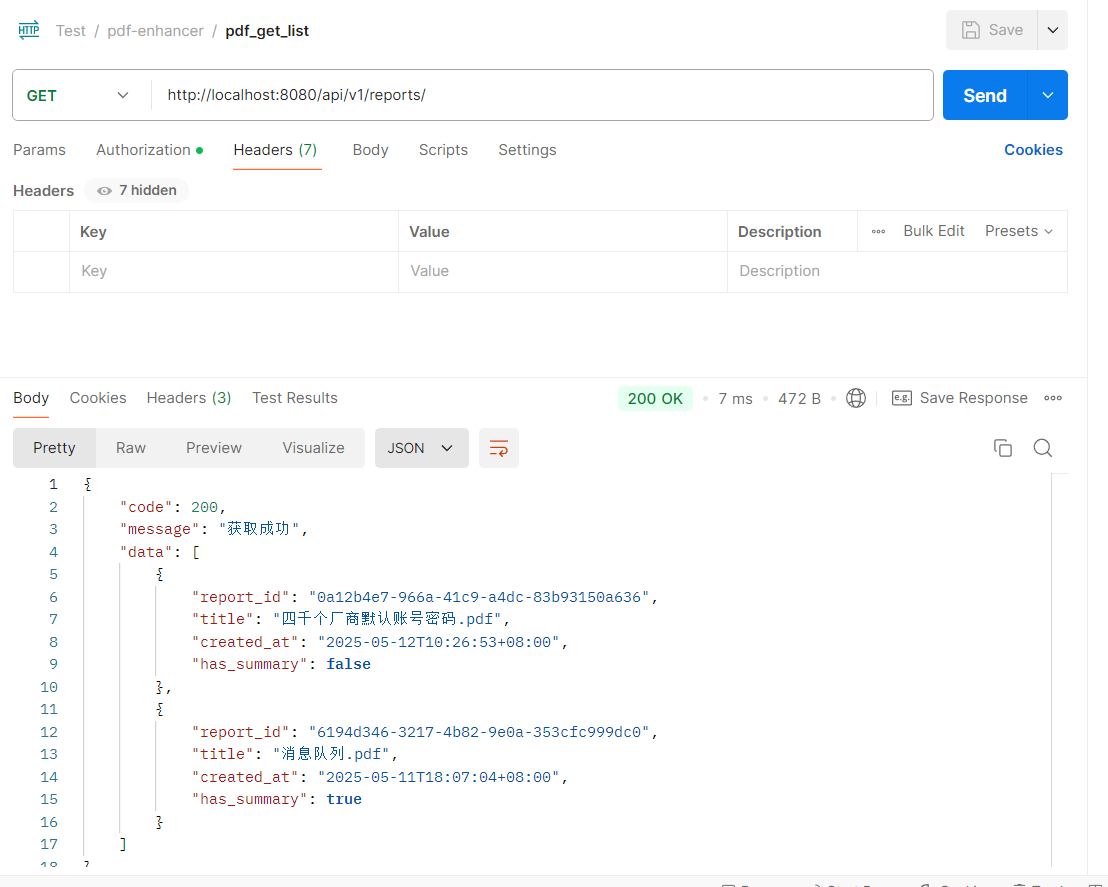 HTTP Test / pdf-enhancer / pdf_get_list Save
GET http://localhost:8080/api/v1/reports/ Send
Params Authorization Headers (7) Body Scripts Settings Cookies
Headers 7 hidden
Key Value Description Bulk Edit Presets
Key Value Description
Body Cookies Headers (3) Test Results 200 OK 7 ms 472 B e.g. Save Response
Pretty Raw Preview Visualize JSON
1 {
2 "code": 200,
3 "message": "获取成功",
4 "data": [
5 {
6 "report_id": "0a12b4e7-966a-41c9-a4dc-83b93150a636",
7 "title": "四千个厂商默认账号密码.pdf",
8 "created_at": "2025-05-12T10:26:53+08:00",
9 "has_summary": false
10 },
11 {
12 "report_id": "6194d346-3217-4b82-9e0a-353cfc999dc0",
13 "title": "消息队列.pdf",
14 "created_at": "2025-05-11T18:07:04+08:00",
15 "has_summary": true
16 }
17 ]
18 }